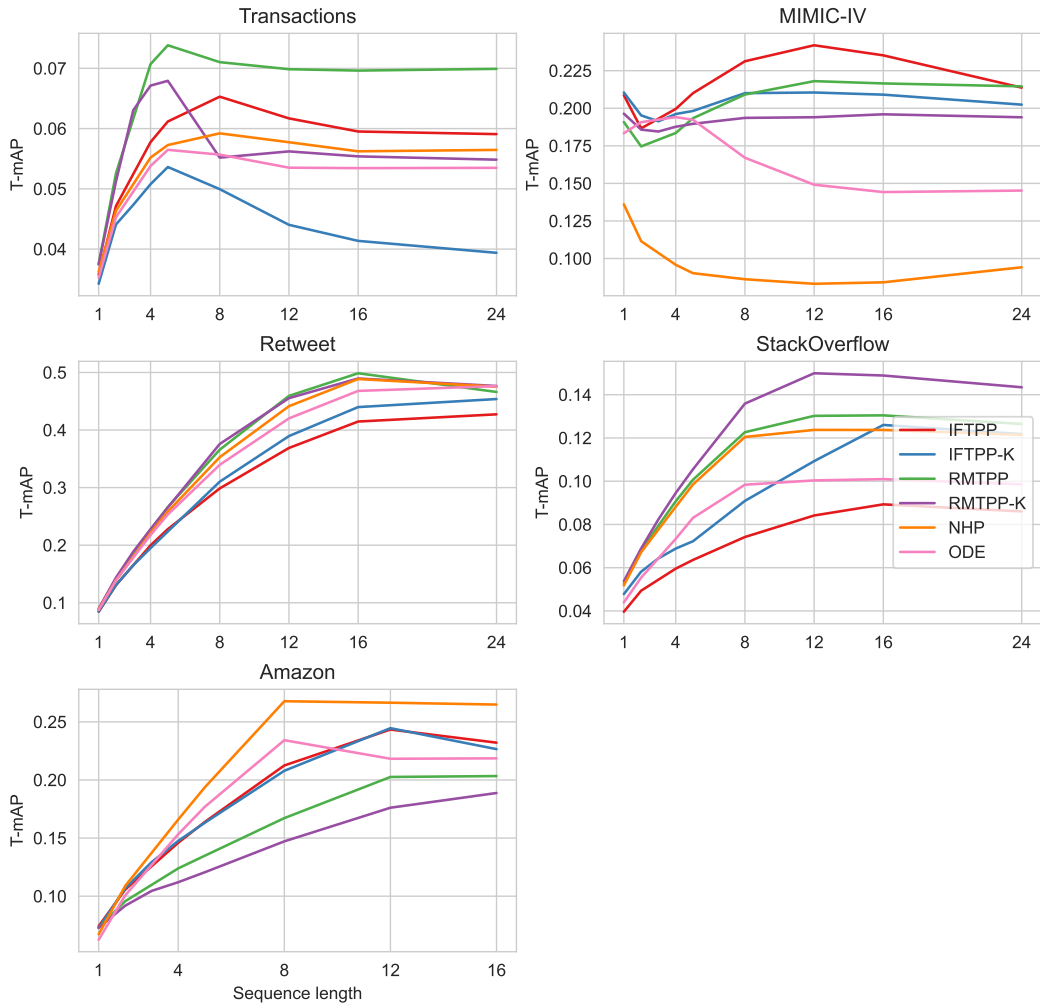 Transactions
T-mAP
0.07
0.06
0.05
0.04
1 4 8 12 16 24
MIMIC-IV
T-mAP
0.225
0.200
0.175
0.150
0.125
0.100
1 4 8 12 16 24
Retweet
T-mAP
0.5
0.4
0.3
0.2
0.1
1 4 8 12 16 24
StackOverflow
T-mAP
0.14
0.12
0.10
0.08
0.06
0.04
IFTPP
IFTPP-K
RMTPP
RMTPP-K
NHP
ODE
1 4 8 12 16 24
Amazon
T-mAP
0.25
0.20
0.15
0.10
1 4 8 12 16
Sequence length